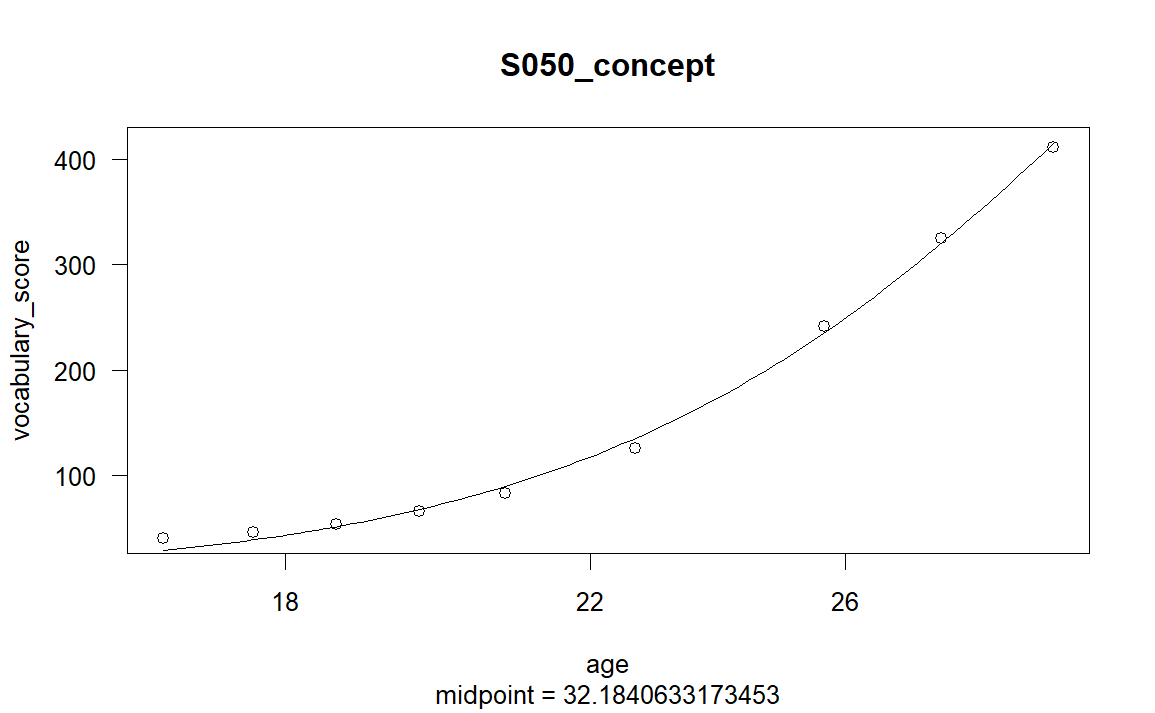 S050_concept
400
300
200
100
vocabulary_score
18 22 26
age
midpoint = 32.1840633173453